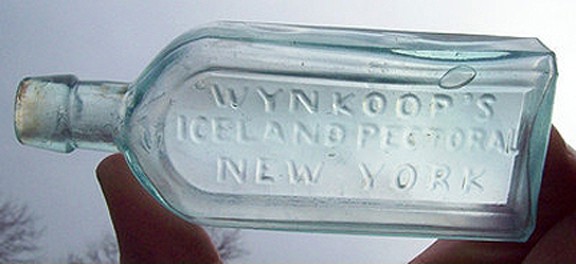 WYNKOOP'S
ICELAND PECTORAL
NEW YORK